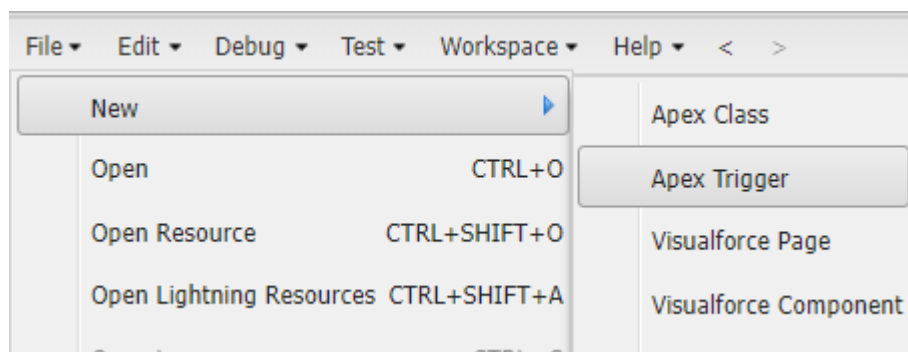 File Edit Debug Test Workspace Help < >
New
Open CTRL+O
Open Resource CTRL+SHIFT+O
Open Lightning Resources CTRL+SHIFT+A
Apex Class
Apex Trigger
Visualforce Page
Visualforce Component